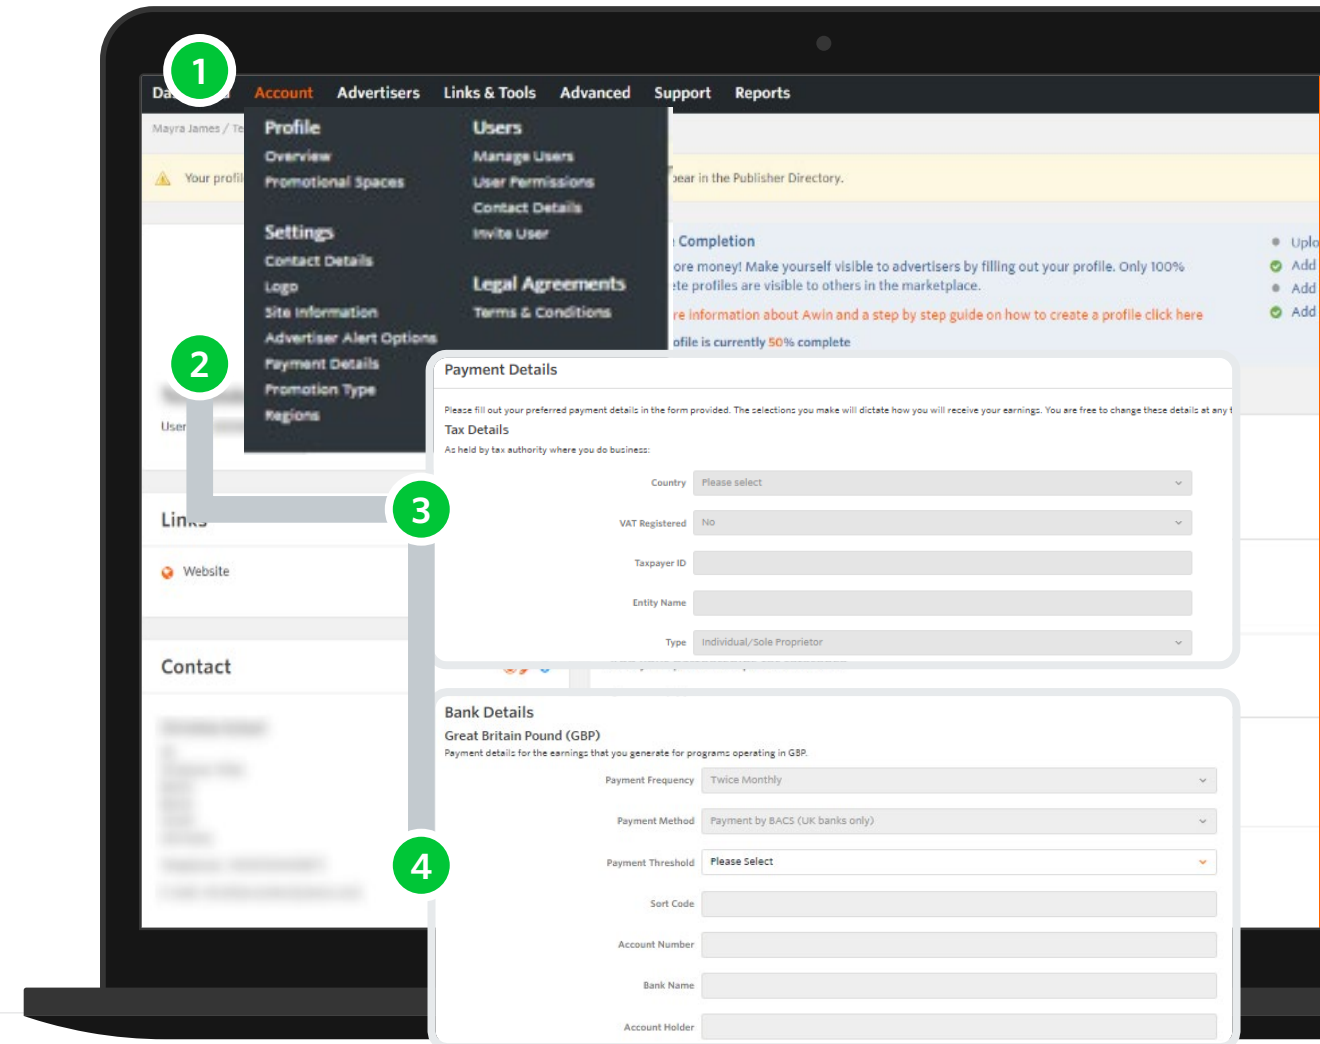 1
Account Advertisers Links & Tools Advanced Support Reports
Mayra James /
Your
ear in the Publisher Directory.
Profile
Overview
Promotional Spaces
Settings
Contact Details
Logo
Site Information
Advertiser Alert Options
Payment Details
Promotion Type
Regions
Users
Manage Users
User Permissions
Contact Details
Invite User
Legal Agreements
Terms & Conditions
Completion
ore money! Make yourself visible to advertisers by filling out your profile. Only 100%
profiles are visible to others in the marketplace.
re information about Awin and a step by step guide on how to create a profile click here
ofile is currently 50% complete
Uplo
Add
Add
Add
2
User
Links
Website
Contact
3
Payment Details
Please fill out your preferred payment details in the form provided. The selections you make will dictate how you will receive your earnings. You are free to change these details at any t
Tax Details
As held by tax authority where you do business:
Country Please select
VAT Registered No
Taxpayer ID
Entity Name
Type Individual/Sole Proprietor
4
Bank Details
Great Britain Pound (GBP)
Payment details for the earnings that you generate for programs operating in GBP.
Payment Frequency Twice Monthly
Payment Method Payment by BACS (UK banks only)
Payment Threshold Please Select
Sort Code
Account Number
Bank Name
Account Holder